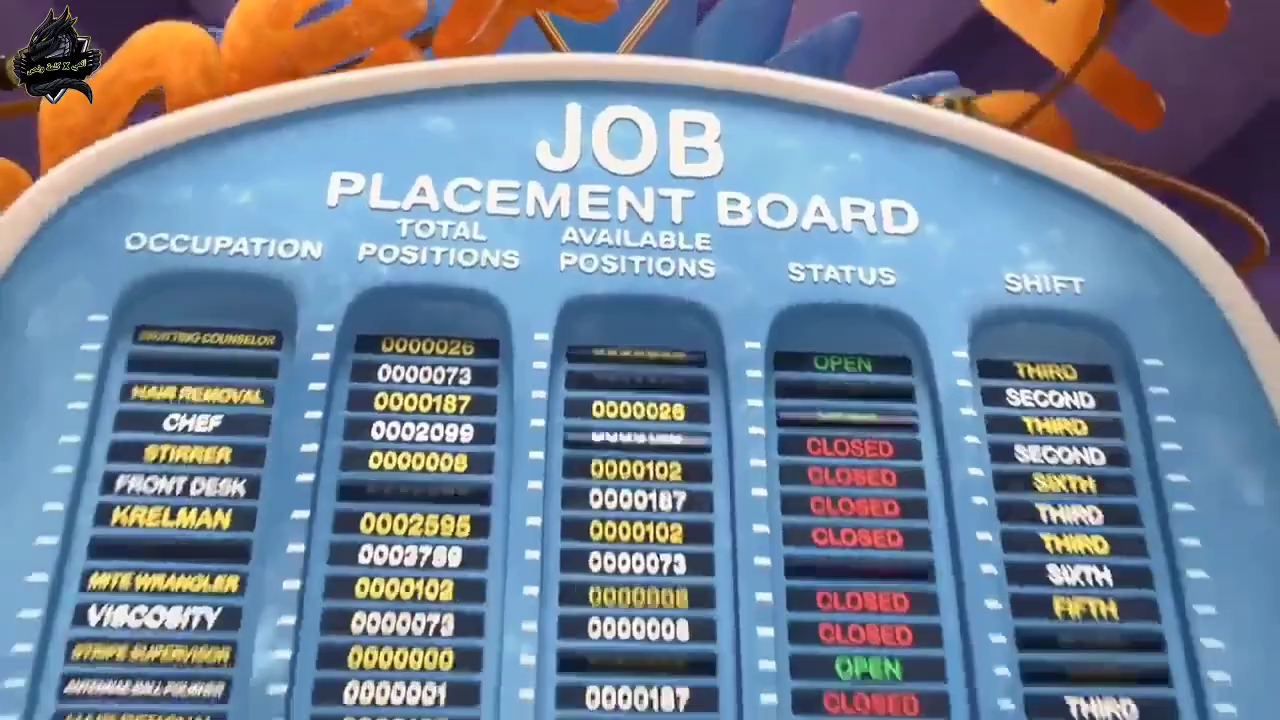 JOB
PLACEMENT BOARD
OCCUPATION
TOTAL POSITIONS
AVAILABLE POSITIONS
STATUS
SHIFT
0000026 OPEN THIRD
0000073 SECOND
HAIR REMOVAL 0000187 0000026 THIRD
CHEF 0002099 CLOSED SECOND
STIRRER 0000008 0000102 CLOSED SIXTH
FRONT DESK 0000187 CLOSED THIRD
KRELMAN 0002595 0000102 CLOSED THIRD
0003789 0000073 SIXTH
MITE WRANGLER 0000102 0000008 CLOSED FIFTH
VISCOSITY 0000073 0000008 CLOSED
STRIPE SUPERVISOR 0000000 OPEN
0000001 0000187 CLOSED THIRD